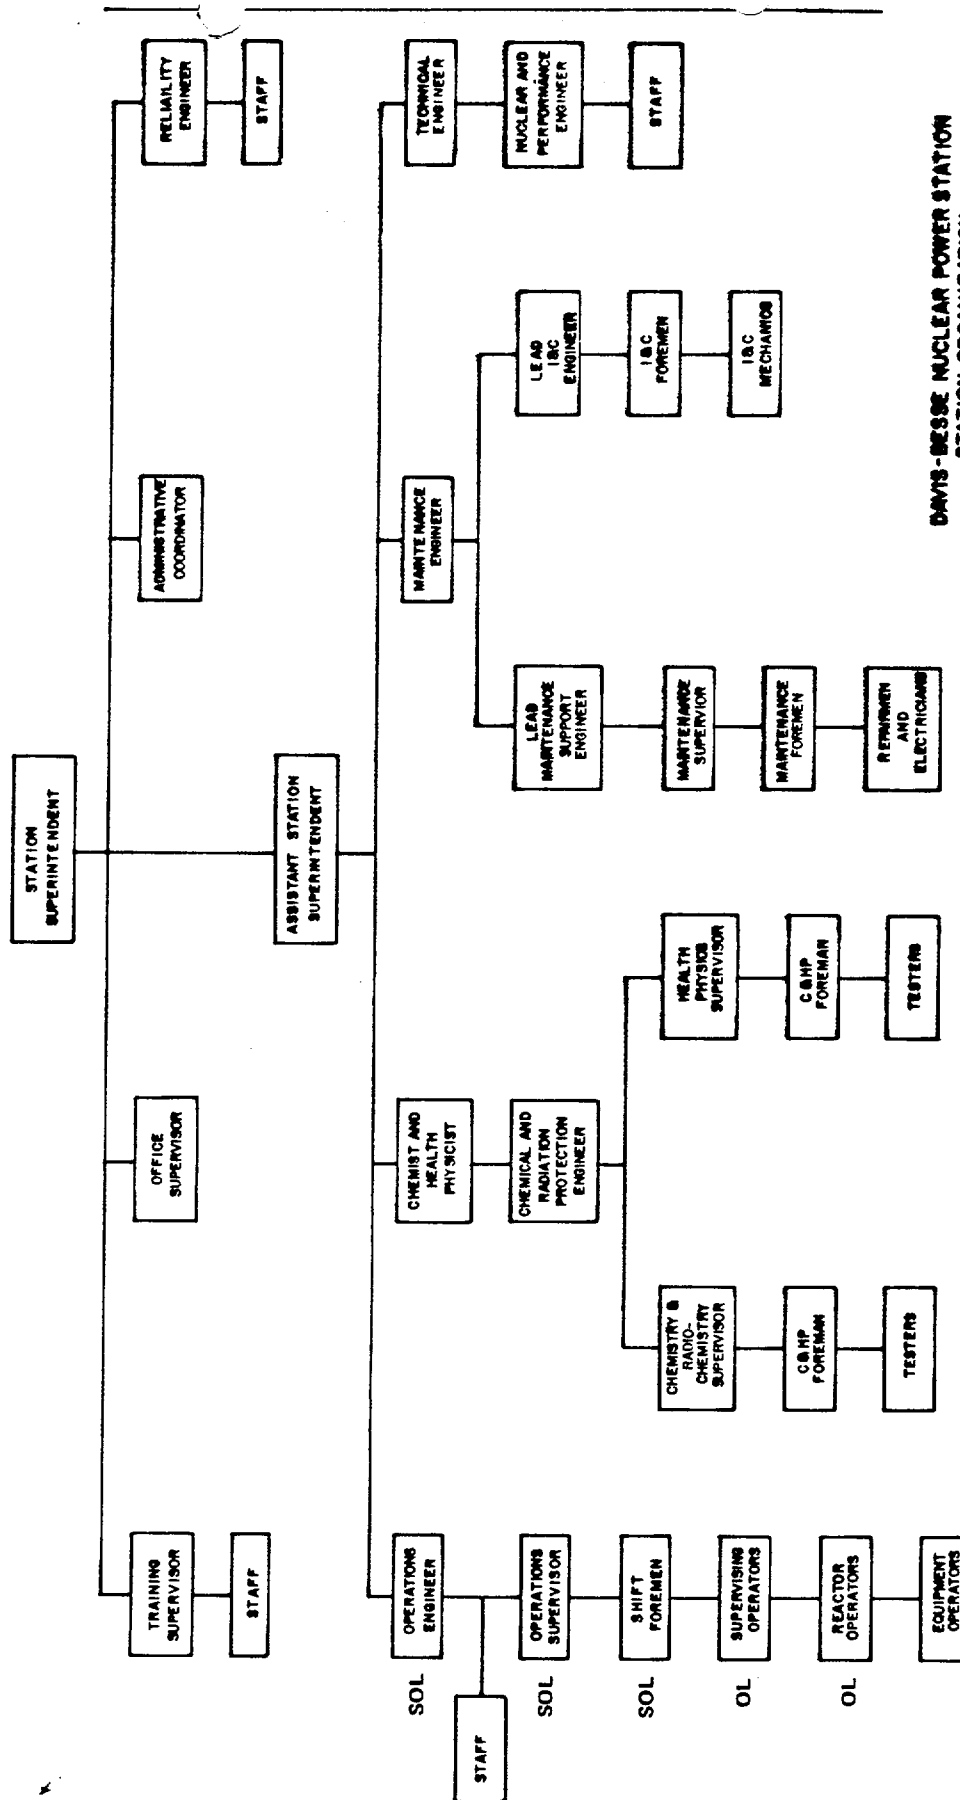 STATION
SUPERINTENDENT
TRAINING
SUPERVISOR
STAFF
OFFICE
SUPERVISOR
ADMINISTRATIVE
COORDINATOR
RELIAILITY
ENGINEER
STAFF
ASSISTANT STATION
SUPERINTENDENT
OPERATIONS
ENGINEER
SOL
STAFF
OPERATIONS
SUPERVISOR
SOL
SHIFT
FOREMEN
SOL
SUPERVISING
OPERATORS
OL
REACTOR
OPERATORS
OL
EQUIPMENT
OPERATORS
CHEMIST AND
HEALTH
PHYSICIST
CHEMICAL AND
RADIATION
PROTECTION
ENGINEER
CHEMISTRY &
RADIO-
CHEMISTRY
SUPERVISOR
C&HP
FOREMAN
TESTERS
HEALTH
PHYSICS
SUPERVISOR
C&HP
FOREMAN
TESTERS
MAINTENANCE
ENGINEER
LEAD
MAINTENANCE
SUPPORT
ENGINEER
MAINTENANCE
SUPERVIOR
MAINTENANCE
FOREMEN
REPAIRMEN
AND
ELECTRICIANS
LEAD
I&C
ENGINEER
I&C
FOREMEN
I&C
MECHANICS
TECHNICAL
ENGINEER
NUCLEAR AND
PERFORMANCE
ENGINEER
STAFF
DAVIS-BESSE NUCLEAR POWER STATION
STATION ORGANIZATION